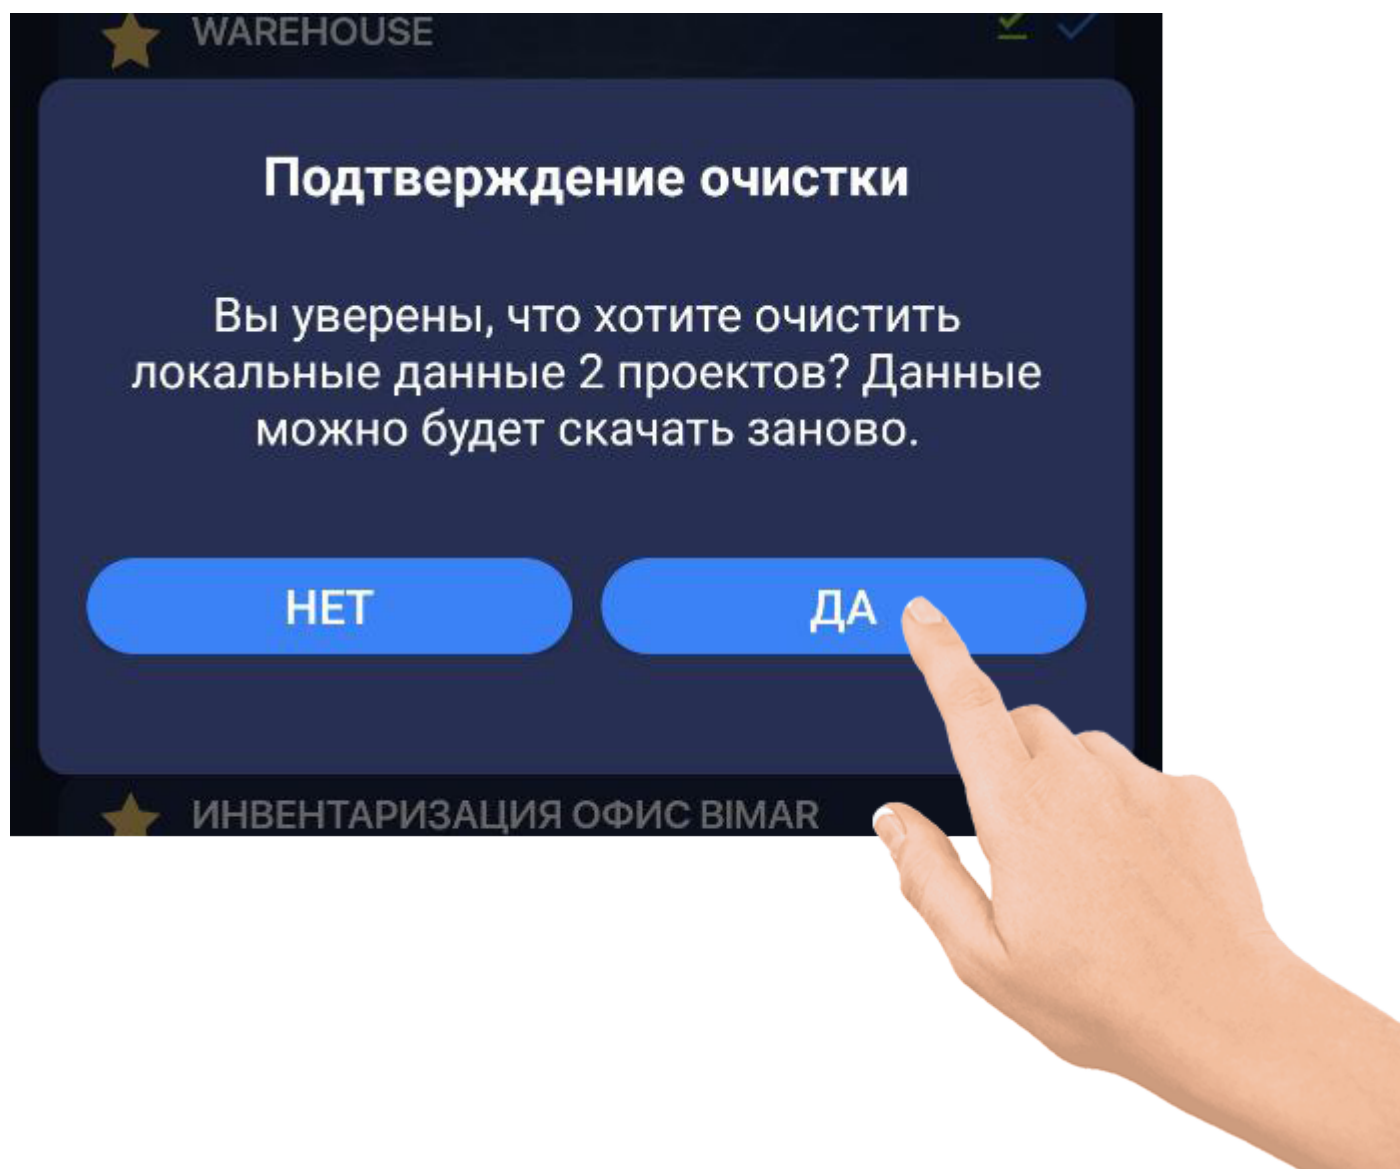 WAREHOUSE
Подтверждение очистки
Вы уверены, что хотите очистить
локальные данные 2 проектов? Данные
можно будет скачать заново.
НЕТ
ДА
ИНВЕНТАРИЗАЦИЯ ОФИС BIMAR